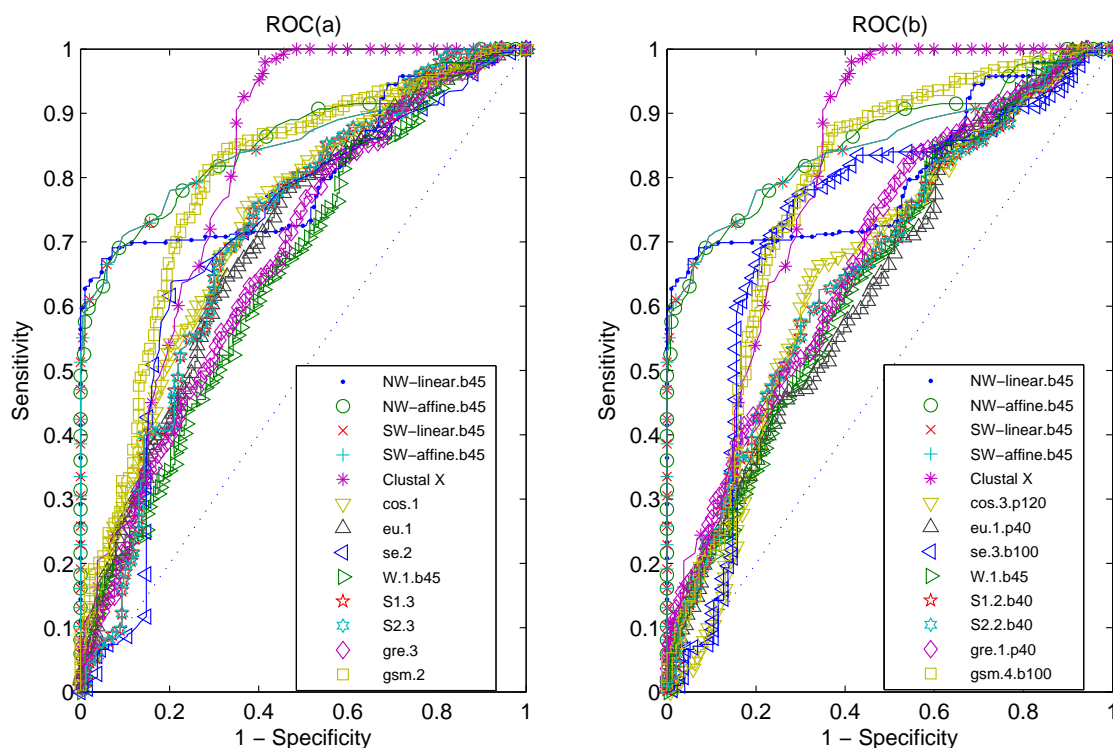 ROC(a)
1
0.9
0.8
0.7
0.6
0.5
0.4
0.3
0.2
0.1
0
Sensitivity
0
0.2
0.4
0.6
0.8
1
1 − Specificity
NW−linear.b45
NW−affine.b45
SW−linear.b45
SW−affine.b45
Clustal X
cos.1
eu.1
se.2
W.1.b45
S1.3
S2.3
gre.3
gsm.2
ROC(b)
1
0.9
0.8
0.7
0.6
0.5
0.4
0.3
0.2
0.1
0
Sensitivity
0
0.2
0.4
0.6
0.8
1
1 − Specificity
NW−linear.b45
NW−affine.b45
SW−linear.b45
SW−affine.b45
Clustal X
cos.3.p120
eu.1.p40
se.3.b100
W.1.b45
S1.2.b40
S2.2.b40
gre.1.p40
gsm.4.b100